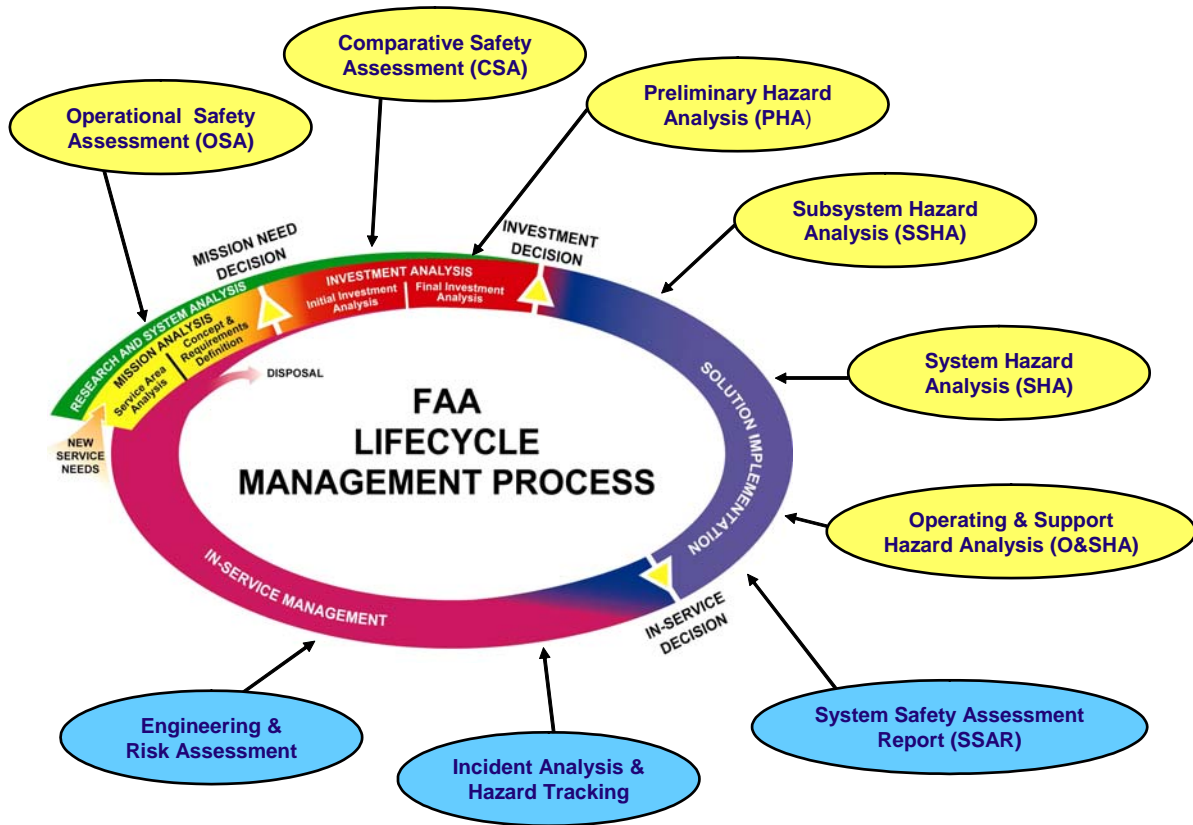 Comparative Safety
Assessment (CSA)
Operational Safety
Assessment (OSA)
Preliminary Hazard
Analysis (PHA)
Subsystem Hazard
Analysis (SSHA)
System Hazard
Analysis (SHA)
Operating & Support
Hazard Analysis (O&SHA)
System Safety Assessment
Report (SSAR)
Incident Analysis &
Hazard Tracking
Engineering &
Risk Assessment
MISSION NEED
DECISION
INVESTMENT
DECISION
RESEARCH AND SYSTEM ANALYSIS
MISSION ANALYSIS
Service Area
Analysis
Concept &
Requirements
Definition
INVESTMENT ANALYSIS
Initial Investment
Analysis
Final Investment
Analysis
SOLUTION IMPLEMENTATION
IN-SERVICE
DECISION
IN-SERVICE MANAGEMENT
NEW
SERVICE
NEEDS
DISPOSAL
FAA
LIFECYCLE
MANAGEMENT PROCESS